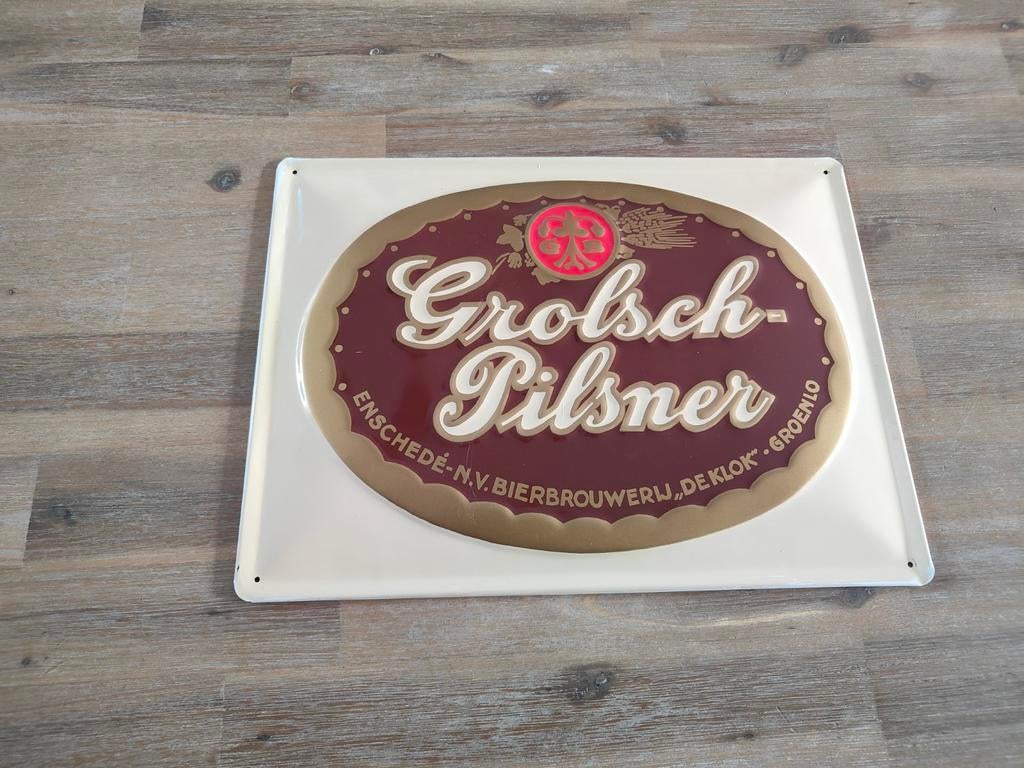 Grolsch-
Pilsner
ENSCHEDÉ-N.V. BIERBROUWERIJ „DE KLOK” · GROENLO